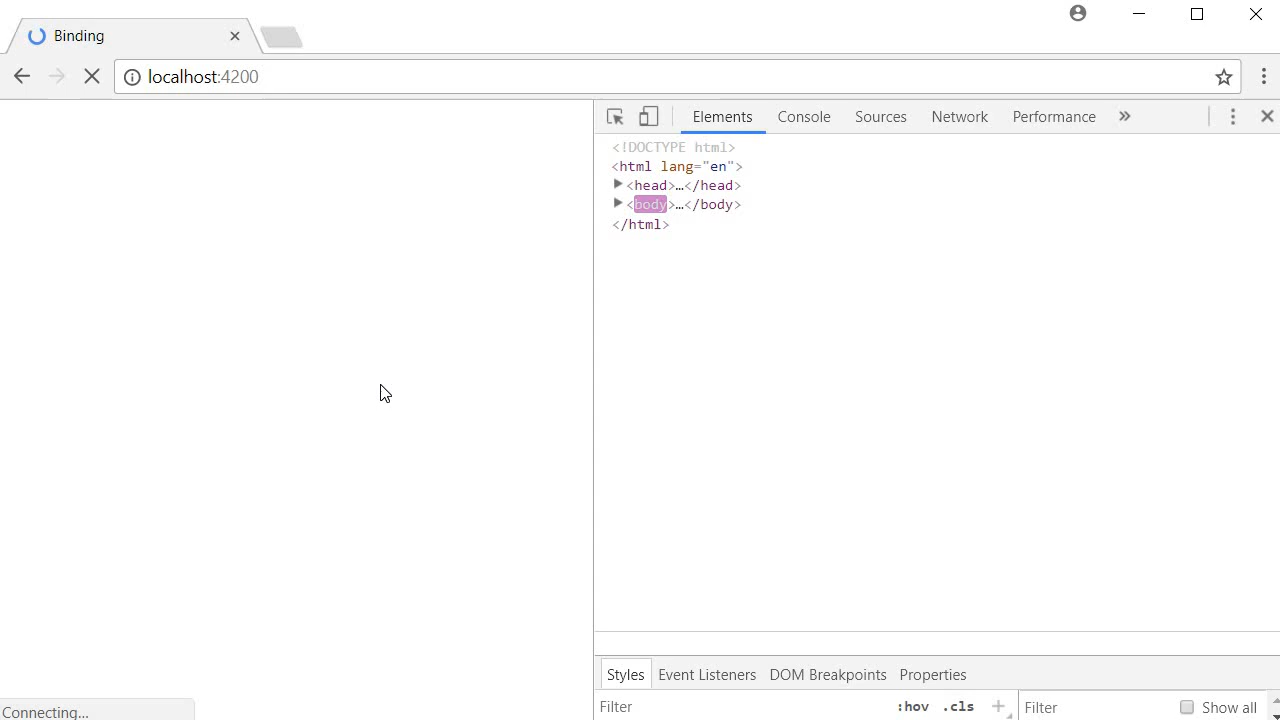 Binding
localhost:4200
Elements Console Sources Network Performance »
<!DOCTYPE html>
<html lang="en">
<head>…</head>
<body>…</body>
</html>
Styles Event Listeners DOM Breakpoints Properties
Filter :hov .cls + Filter Show all
Connecting...